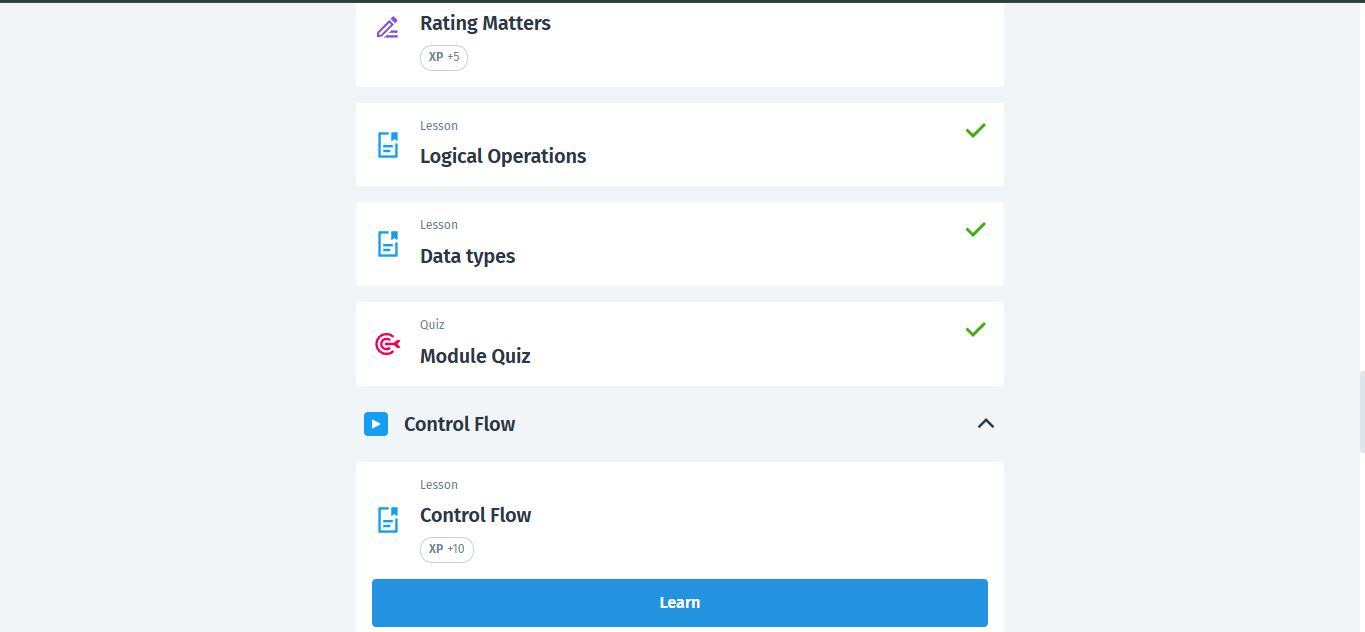 Rating Matters
XP +5
Lesson
Logical Operations
Lesson
Data types
Quiz
Module Quiz
Control Flow
Lesson
Control Flow
XP +10
Learn